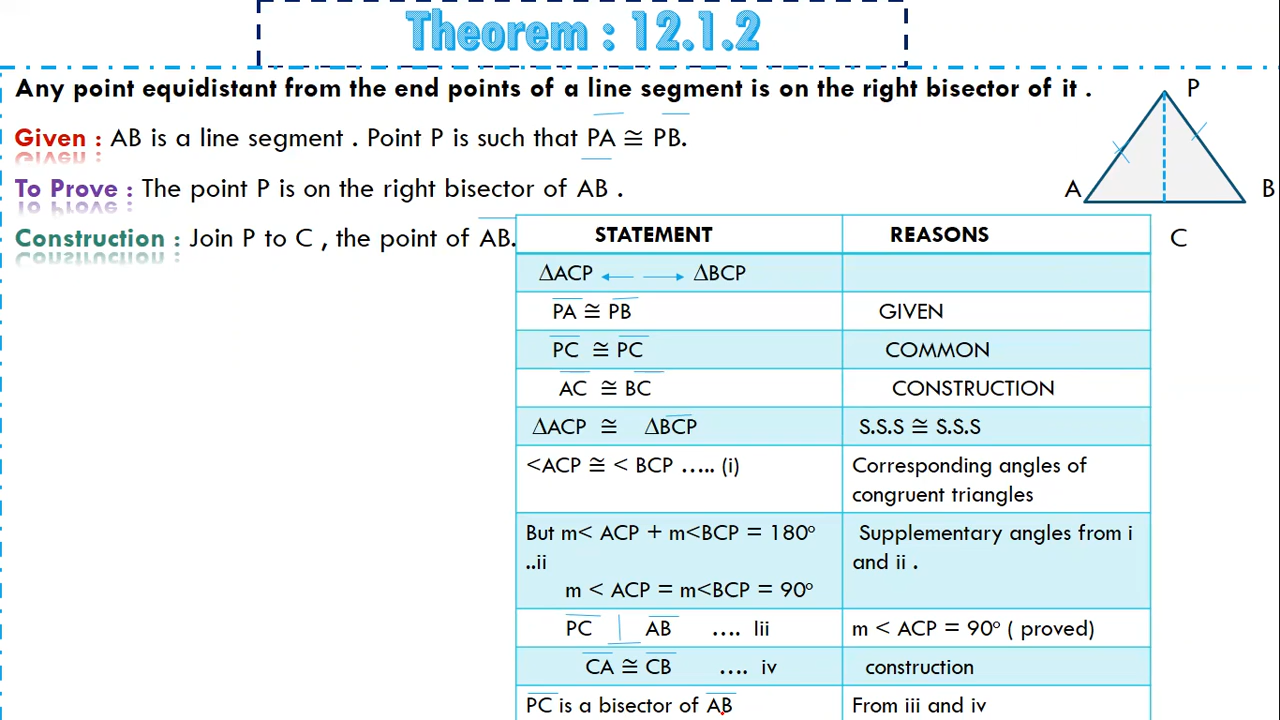 Theorem : 12.1.2
Any point equidistant from the end points of a line segment is on the right bisector of it .
P
Given : AB is a line segment . Point P is such that PA ≅ PB.
To Prove : The point P is on the right bisector of AB .
A
B
Construction : Join P to C , the point of AB.
C
STATEMENT REASONS
∆ACP ←→ ∆BCP
PA ≅ PB GIVEN
PC ≅ PC COMMON
AC ≅ BC CONSTRUCTION
∆ACP ≅ ∆BCP S.S.S ≅ S.S.S
<ACP ≅ < BCP ….. (i) Corresponding angles of
congruent triangles
But m< ACP + m<BCP = 180° Supplementary angles from i
..ii and ii .
m < ACP = m<BCP = 90°
PC | AB …. Iii m < ACP = 90° ( proved)
CA ≅ CB …. iv construction
PC is a bisector of AB From iii and iv